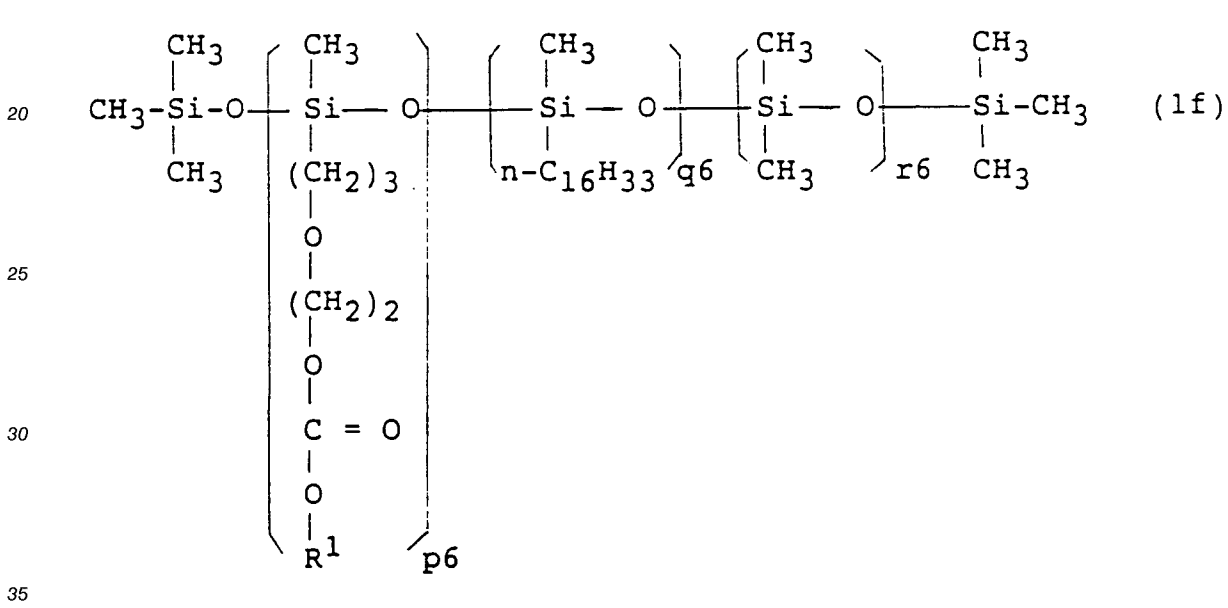 CH3 CH3 CH3 CH3 CH3
20 CH3-Si-O Si O Si O Si O Si-CH3 (1f)
CH3 (CH2)3 n-C16H33 q6 CH3 r6 CH3
O
25
(CH2)2
O
30 C = O
O
R1 p6
35